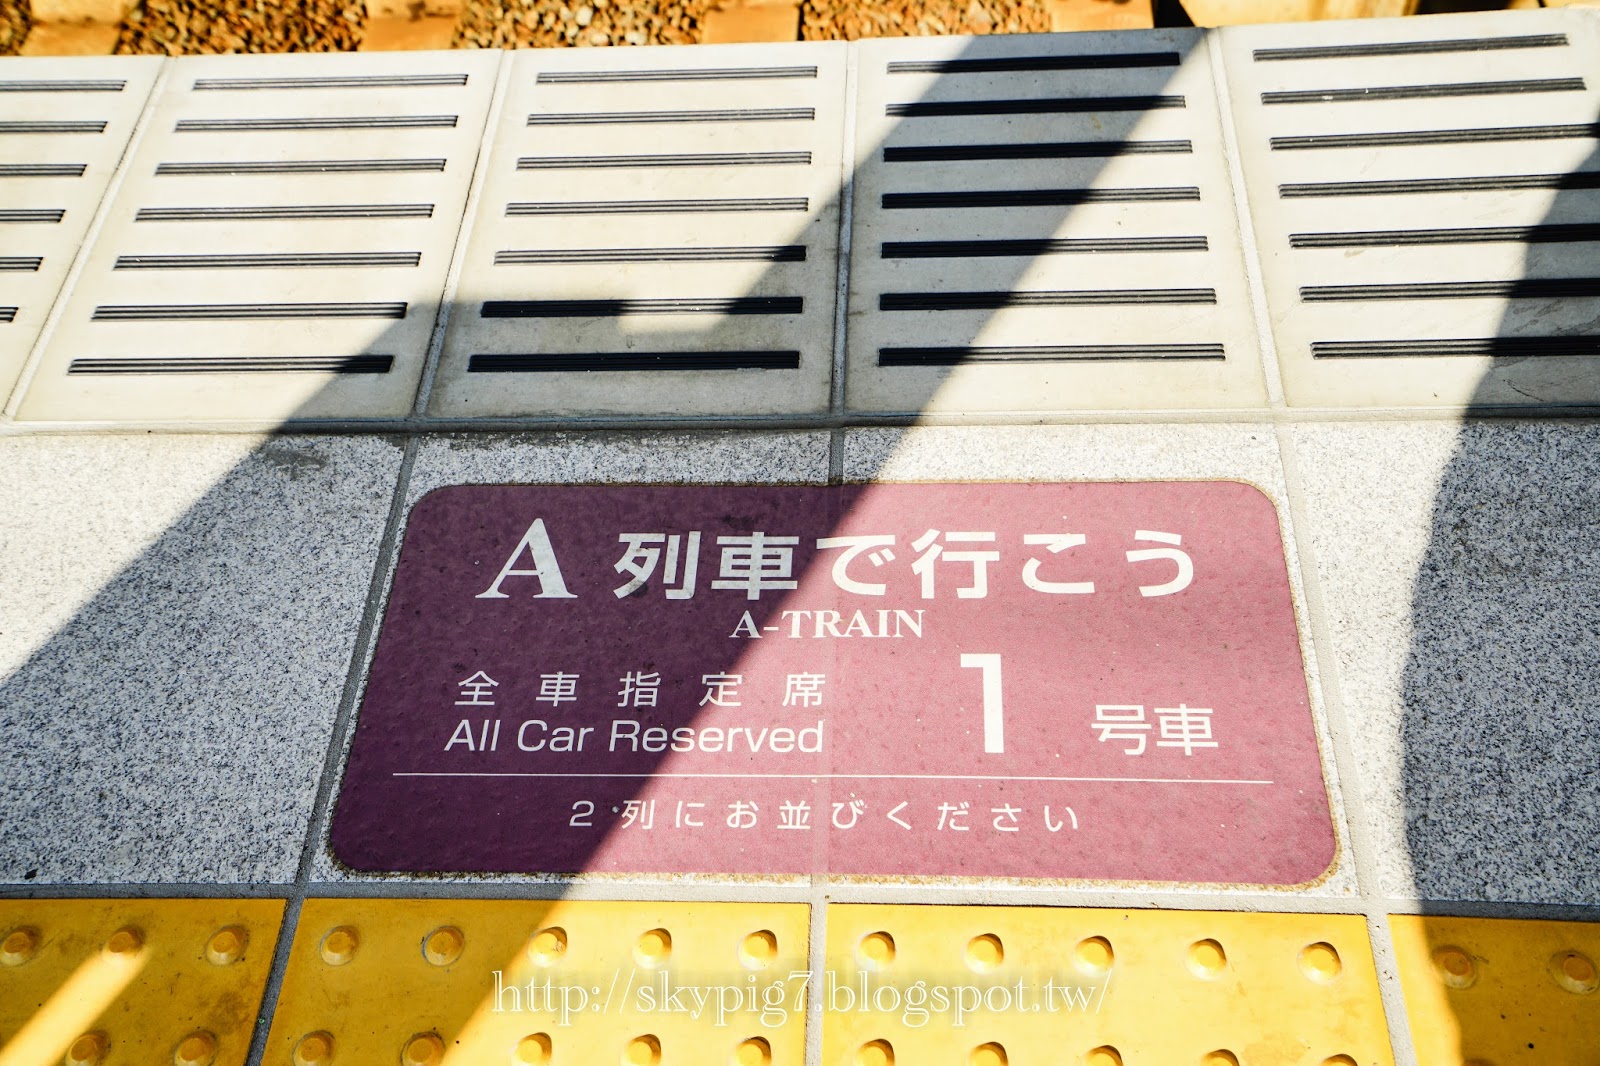 A列車で行こう
A-TRAIN
全車指定席
All Car Reserved
1号車
2列にお並びください
http://skypig7.blogspot.tw/